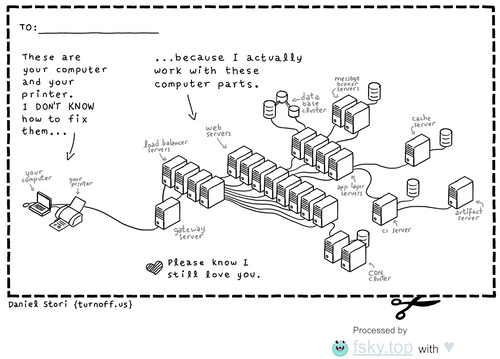 TO:
These are
your computer
and your
printer.
I DON'T KNOW
how to fix
them...
...because I actually
work with these
computer parts.
your
computer
your
printer
load balancer
servers
web
servers
data
base
cluster
message
broker
servers
cache
server
app layer
servers
ci server
artifact
server
gateway
server
CDN
cluster
Please know I
still love you.
Daniel Stori {turnoff.us}
Processed by
fsky.top with ♥